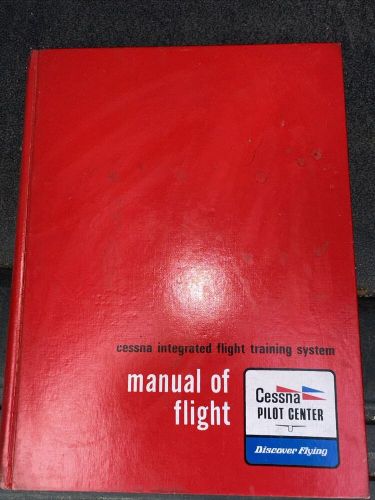 cessna integrated flight training system
manual of
flight
Cessna
PILOT CENTER
Discover Flying